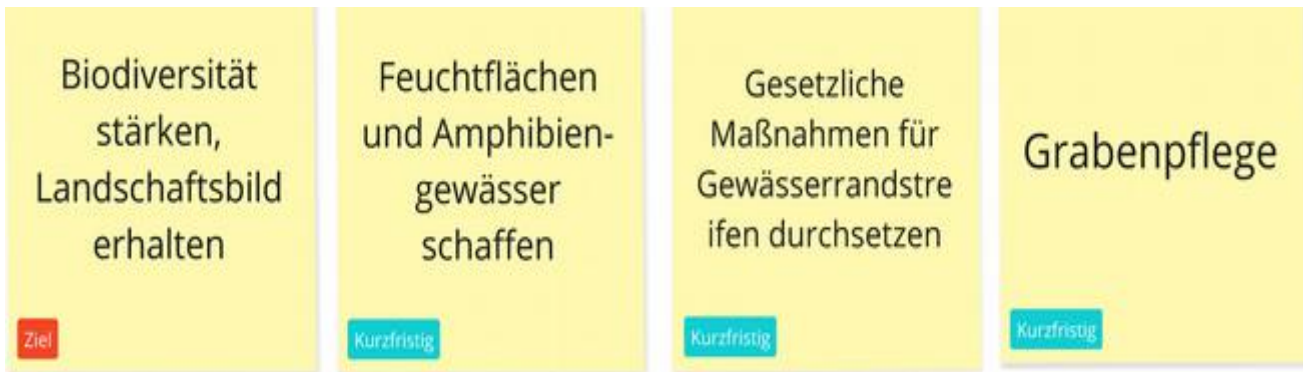 Biodiversität
stärken,
Landschaftsbild
erhalten
Ziel
Feuchtflächen
und Amphibien-
gewässer
schaffen
Kurzfristig
Gesetzliche
Maßnahmen für
Gewässerrandstre
ifen durchsetzen
Kurzfristig
Grabenpflege
Kurzfristig